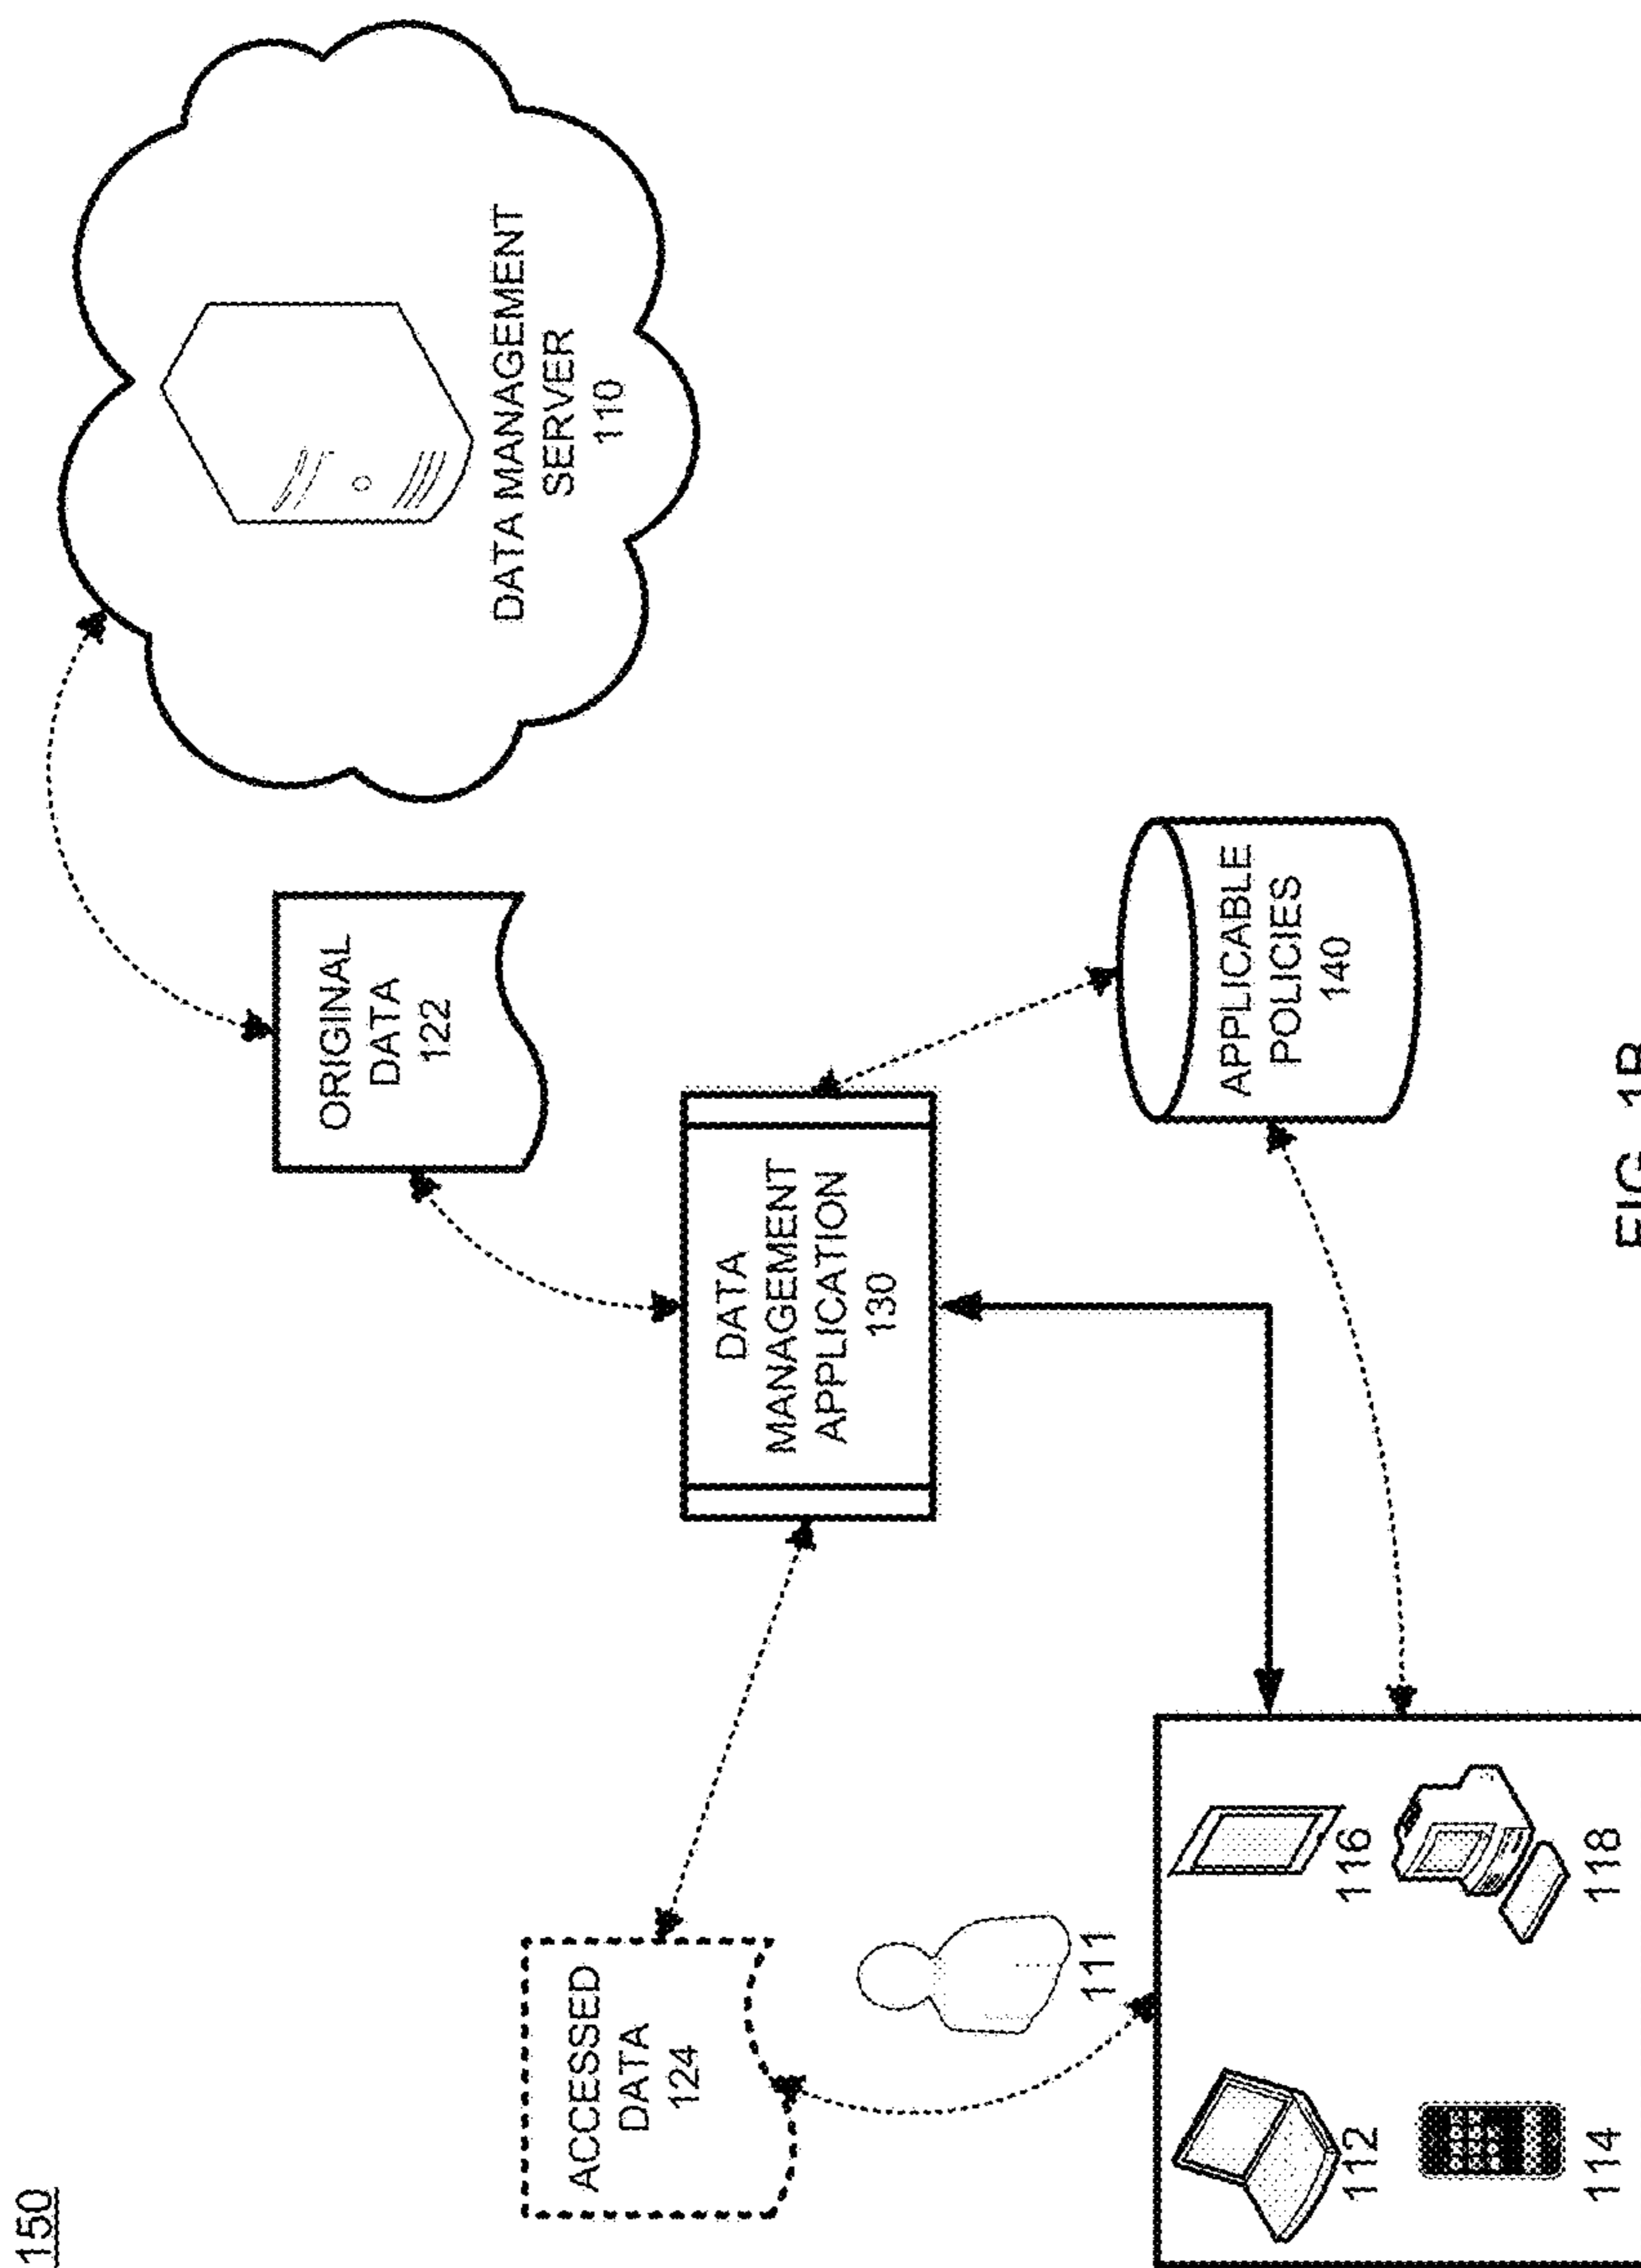 150
DATA MANAGEMENT
SERVER
110
ORIGINAL
DATA
122
DATA
MANAGEMENT
APPLICATION
130
ACCESSED
DATA
124
APPLICABLE
POLICIES
140
111
112
116
114
118
FIG. 1B